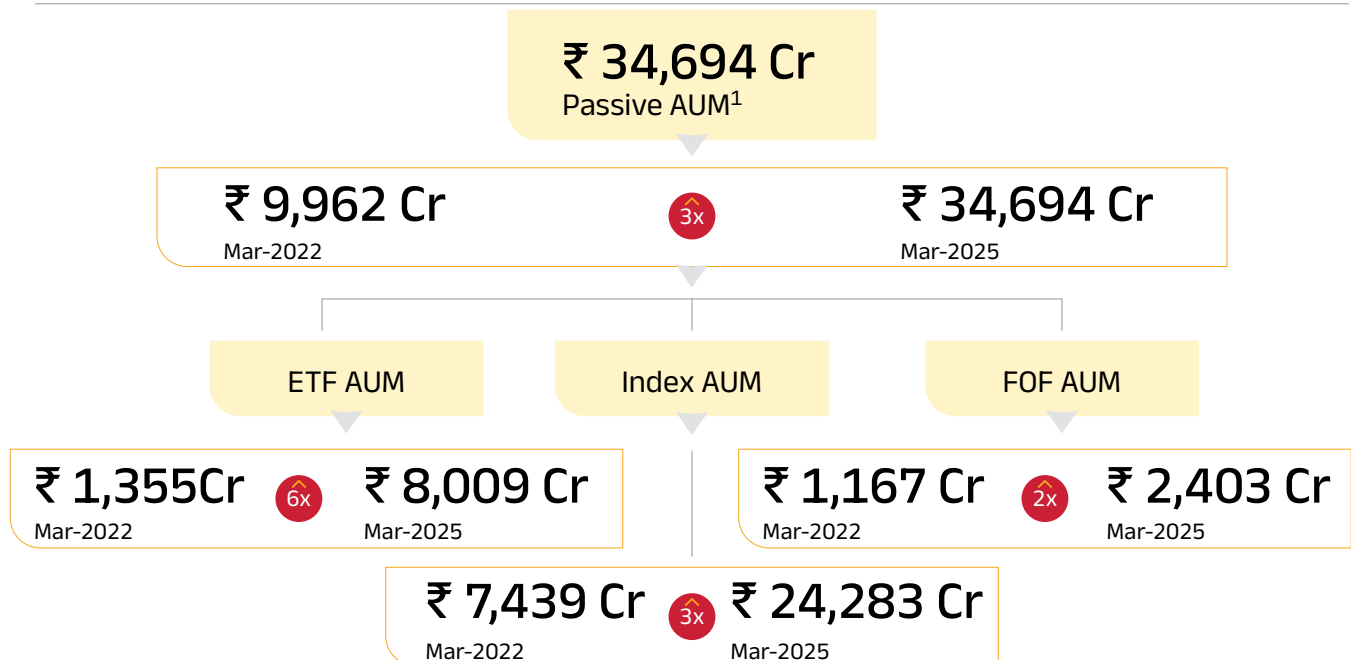 ₹ 34,694 Cr
Passive AUM¹
₹ 9,962 Cr 3x ₹ 34,694 Cr
Mar-2022 Mar-2025
ETF AUM Index AUM FOF AUM
₹ 1,355Cr 6x ₹ 8,009 Cr ₹ 1,167 Cr 2x ₹ 2,403 Cr
Mar-2022 Mar-2025 Mar-2022 Mar-2025
₹ 7,439 Cr 3x ₹ 24,283 Cr
Mar-2022 Mar-2025